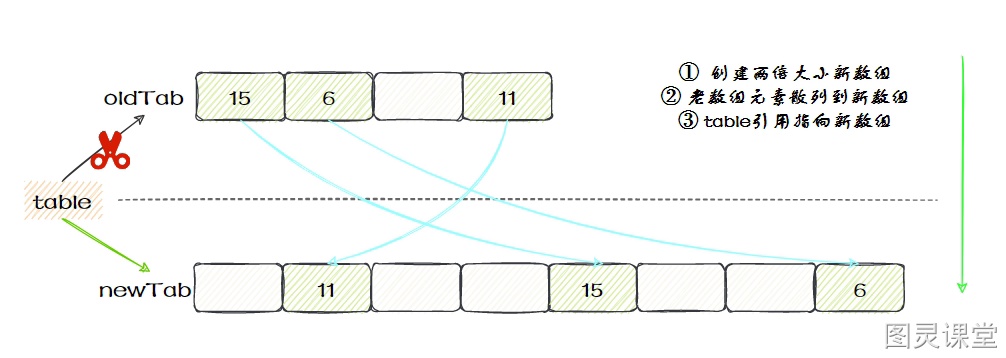 oldTab
15
6
11
① 创建两倍大小新数组
② 老数组元素散列到新数组
③ table引用指向新数组
table
newTab
11
15
6
图灵课堂